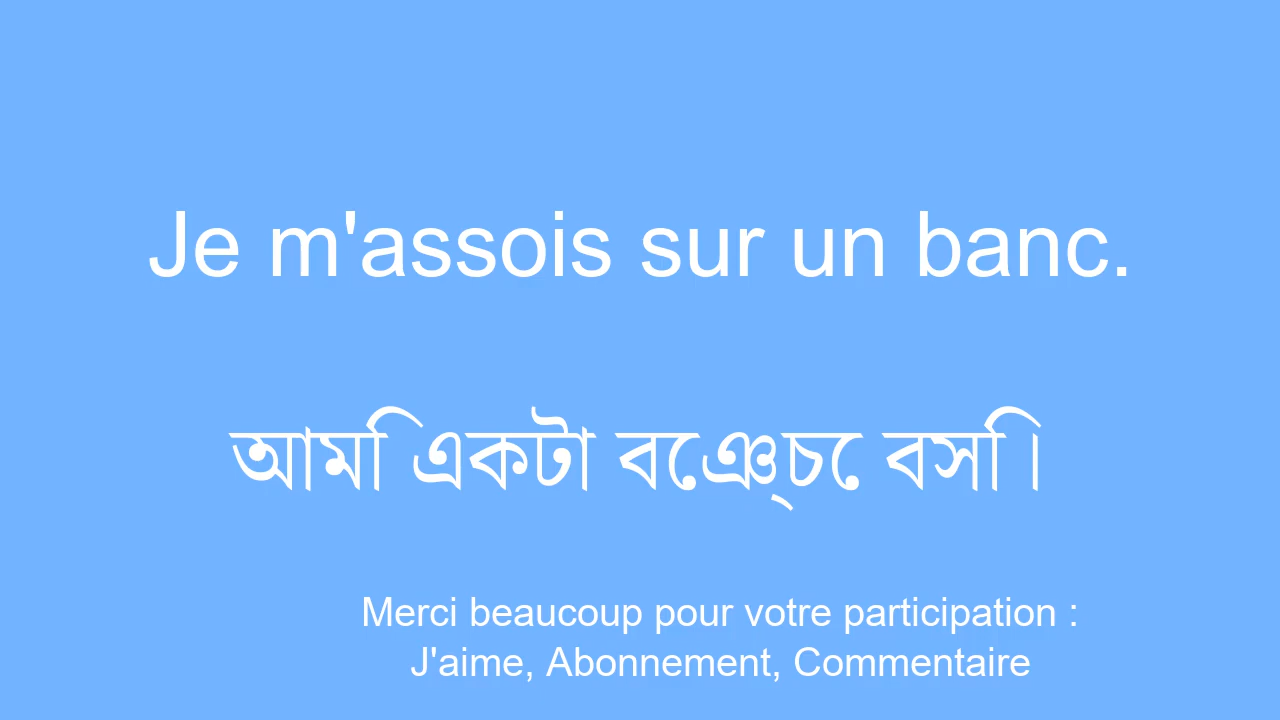 Je m'assois sur un banc.
আমি একটা বেঞ্চে বসি।
Merci beaucoup pour votre participation :
J'aime, Abonnement, Commentaire